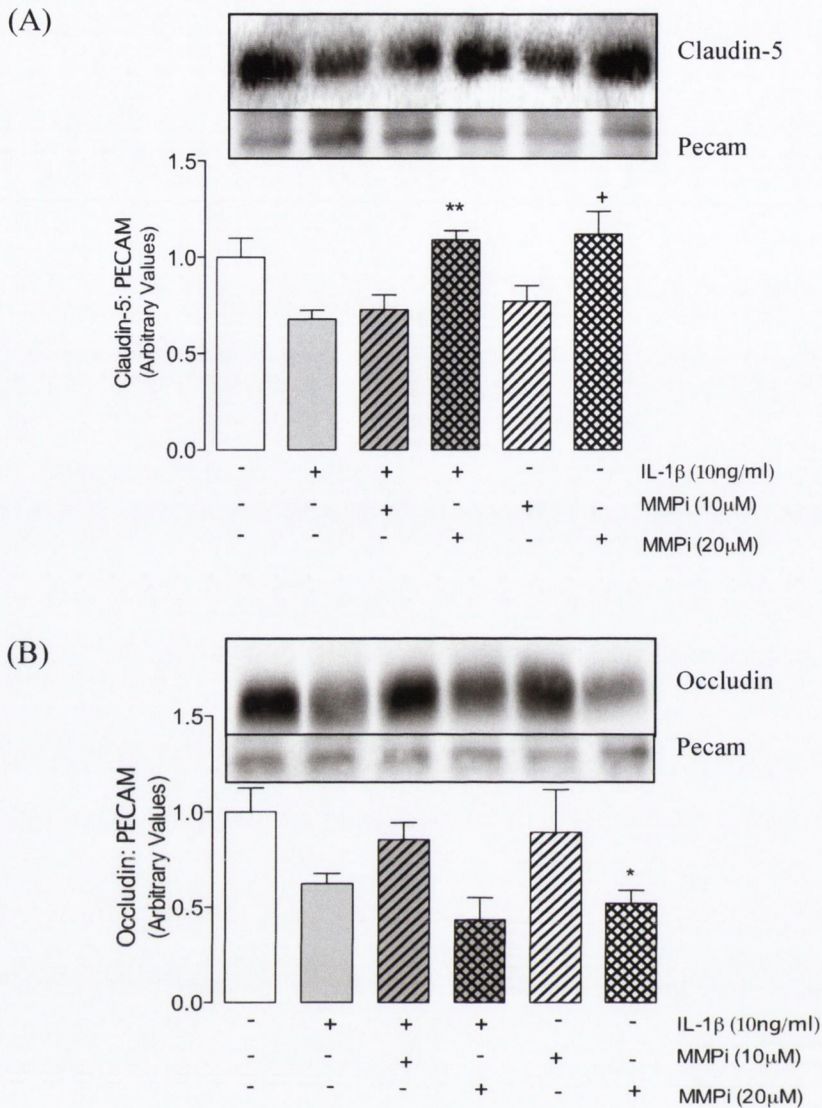 (A)
Claudin-5
Pecam
1.5
1.0
0.5
0.0
Claudin-5: PECAM
(Arbitrary Values)
**
+
- + + + - - IL-1β (10ng/ml)
- - + - + - MMPi (10μM)
- - - + - + MMPi (20μM)
(B)
Occludin
Pecam
1.5
1.0
0.5
0.0
Occludin: PECAM
(Arbitrary Values)
*
- + + + - - IL-1β (10ng/ml)
- - + - + - MMPi (10μM)
- - - + - + MMPi (20μM)